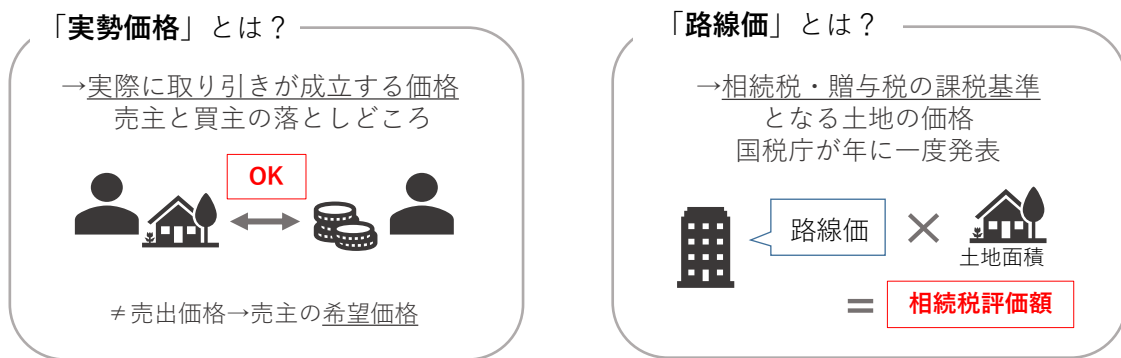 「実勢価格」とは？
→実際に取り引きが成立する価格
売主と買主の落としどころ
OK
≠売出価格→売主の希望価格
「路線価」とは？
→相続税・贈与税の課税基準
となる土地の価格
国税庁が年に一度発表
路線価
×
土地面積
＝ 相続税評価額